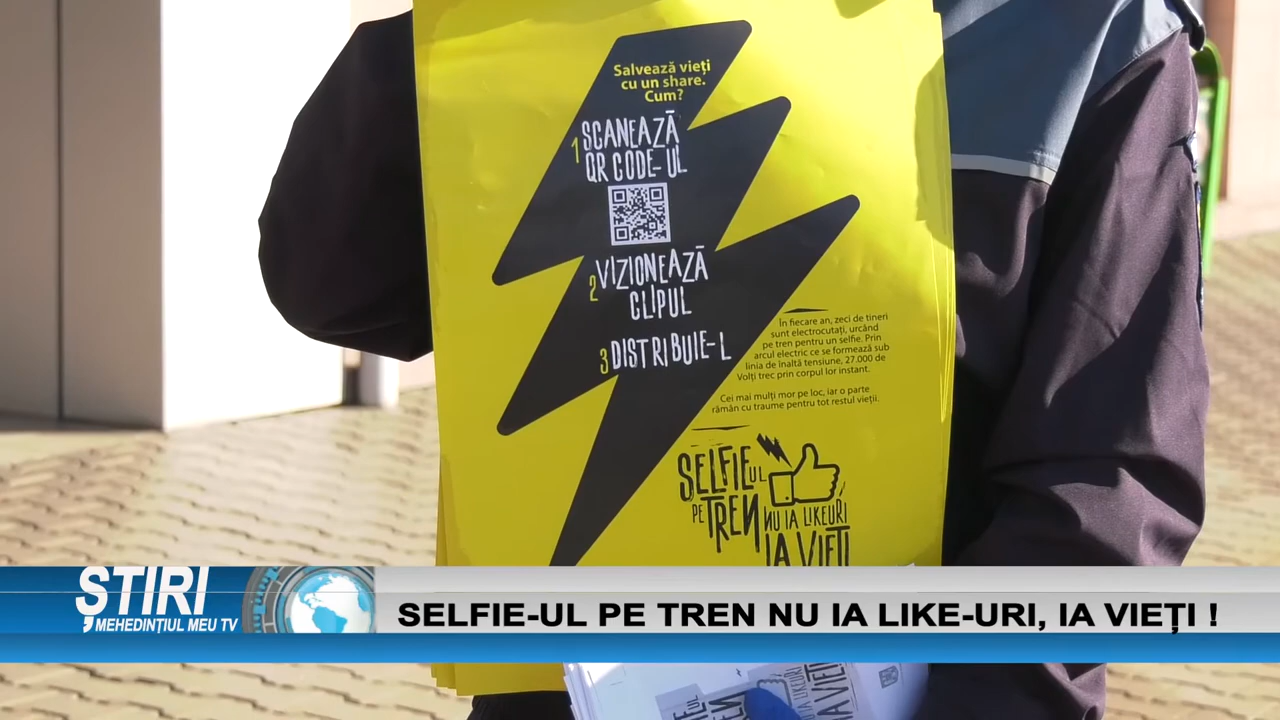 Salvează vieți
cu un share.
Cum?
1 SCANEAZĂ
QR CODE-UL
2 VIZIONEAZĂ
CLIPUL
3 DISTRIBUIE-L
În fiecare an, zeci de tineri
sunt electrocutați, urcând
pe tren pentru un selfie. Prin
arcul electric ce se formează sub
linia de înaltă tensiune, 27.000 de
Volți trec prin corpul lor instant.
Cei mai mulți mor pe loc, iar o parte
rămân cu traume pentru tot restul vieții.
SELFIE UL
PE TREN NU IA LIKEURI
IA VIEȚI
ȘTIRI
MEHEDINȚIUL MEU TV
SELFIE-UL PE TREN NU IA LIKE-URI, IA VIEȚI !